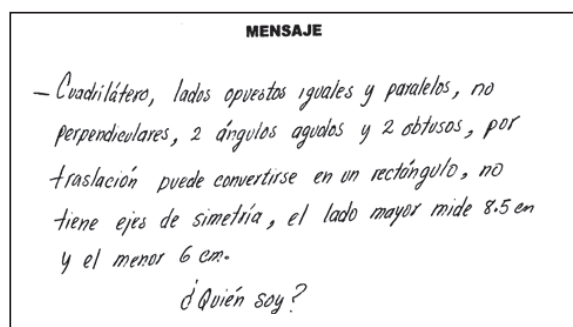 MENSAJE
– Cuadrilátero, lados opuestos iguales y paralelos, no
perpendiculares, 2 ángulos agudos y 2 obtusos, por
traslación puede convertirse en un rectángulo, no
tiene ejes de simetría, el lado mayor mide 8.5 cm
y el menor 6 cm.
¿Quién soy?